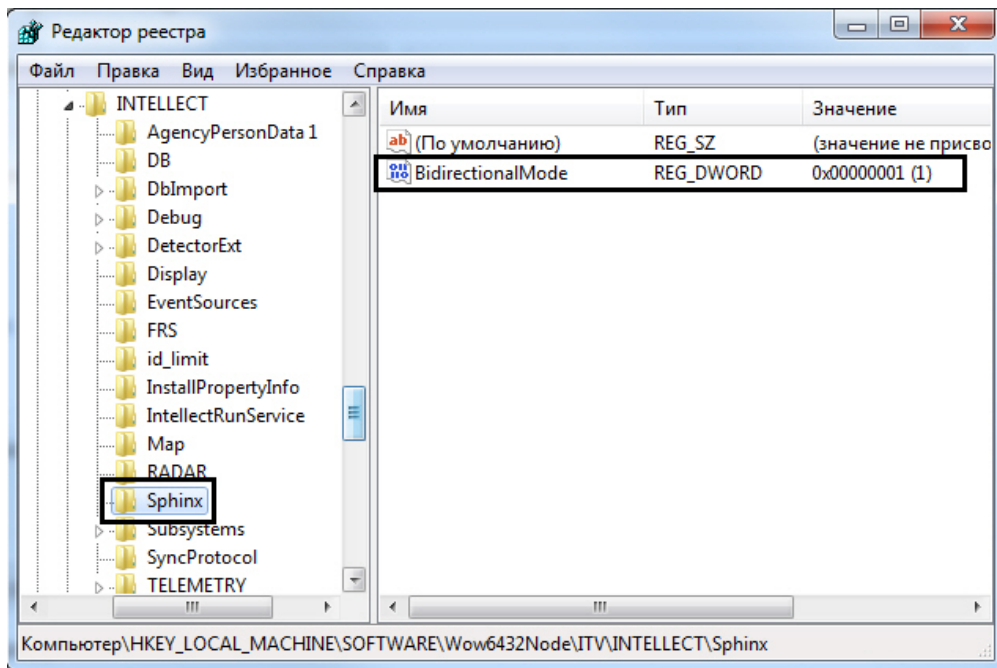 Редактор реестра
Файл Правка Вид Избранное Справка
INTELLECT
AgencyPersonData 1
DB
DbImport
Debug
DetectorExt
Display
EventSources
FRS
id_limit
InstallPropertyInfo
IntellectRunService
Map
RADAR
Sphinx
Subsystems
SyncProtocol
TELEMETRY
Имя Тип Значение
ab (По умолчанию) REG_SZ (значение не присво
BidirectionalMode REG_DWORD 0x00000001 (1)
Компьютер\HKEY_LOCAL_MACHINE\SOFTWARE\Wow6432Node\ITV\INTELLECT\Sphinx